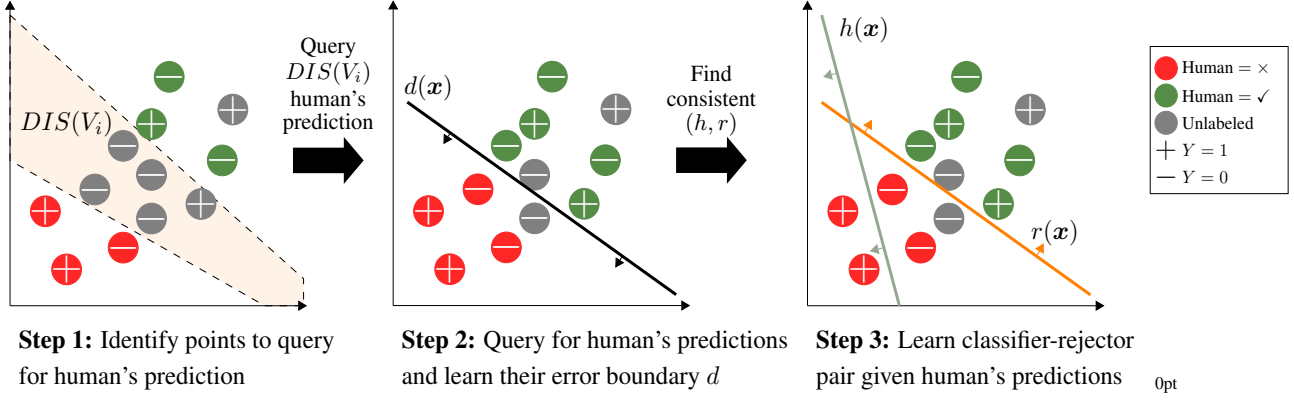 DIS(V_i)
Query
DIS(V_i)
human's
prediction
d(x)
Find
consistent
(h, r)
h(x)
r(x)
Human = ×
Human = ✓
Unlabeled
Y = 1
Y = 0
Step 1: Identify points to query
for human's prediction
Step 2: Query for human's predictions
and learn their error boundary d
Step 3: Learn classifier-rejector
pair given human's predictions
0pt